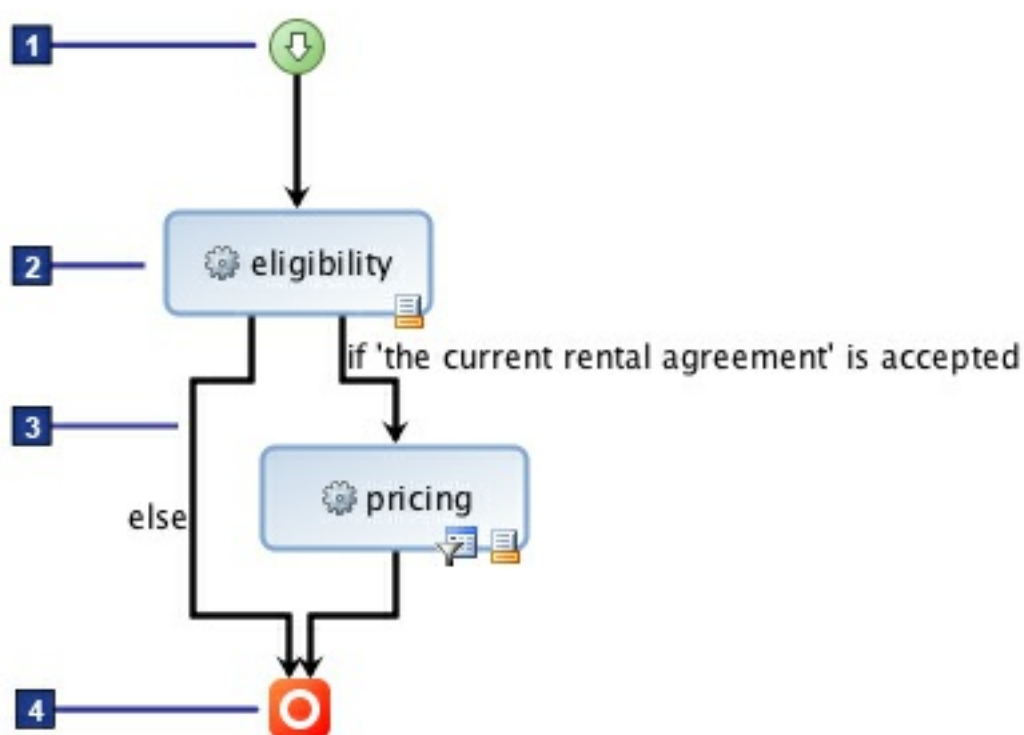 1
2
eligibility
if 'the current rental agreement' is accepted
3
pricing
else
4